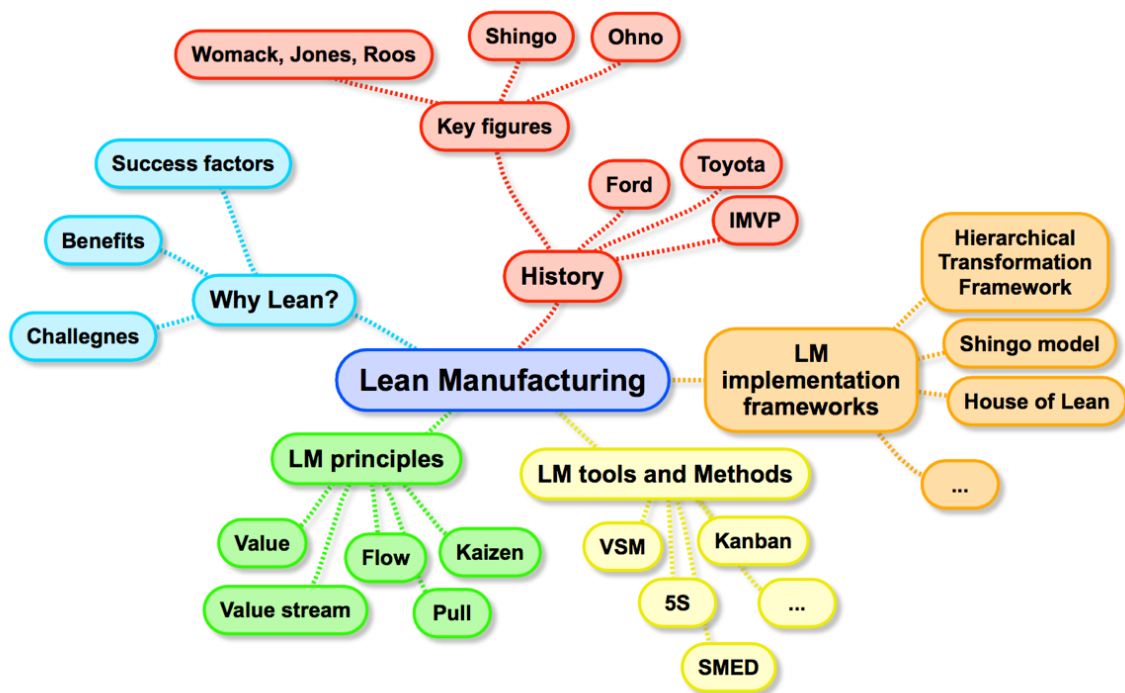 Shingo
Ohno
Womack, Jones, Roos
Key figures
Success factors
Toyota
Ford
IMVP
Benefits
History
Why Lean?
Challegnes
Hierarchical
Transformation
Framework
Shingo model
LM
implementation
frameworks
House of Lean
...
Lean Manufacturing
LM principles
Value
Flow
Kaizen
Value stream
Pull
LM tools and Methods
VSM
Kanban
5S
...
SMED